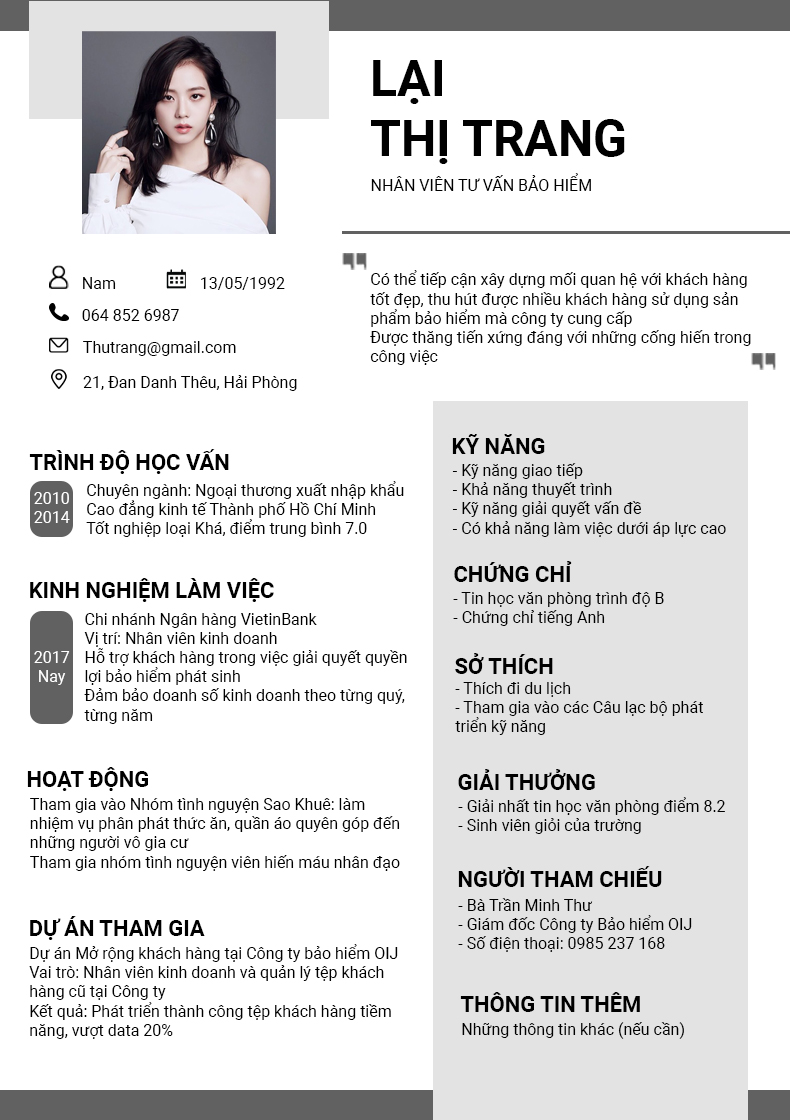 LẠI
THỊ TRANG
NHÂN VIÊN TƯ VẤN BẢO HIỂM
Nam
13/05/1992
064 852 6987
Thutrang@gmail.com
21, Đan Danh Thêu, Hải Phòng
Có thể tiếp cận xây dựng mối quan hệ với khách hàng
tốt đẹp, thu hút được nhiều khách hàng sử dụng sản
phẩm bảo hiểm mà công ty cung cấp
Được thăng tiến xứng đáng với những cống hiến trong
công việc
TRÌNH ĐỘ HỌC VẤN
2010
2014
Chuyên ngành: Ngoại thương xuất nhập khẩu
Cao đẳng kinh tế Thành phố Hồ Chí Minh
Tốt nghiệp loại Khá, điểm trung bình 7.0
KINH NGHIỆM LÀM VIỆC
2017
Nay
Chi nhánh Ngân hàng VietinBank
Vị trí: Nhân viên kinh doanh
Hỗ trợ khách hàng trong việc giải quyết quyền
lợi bảo hiểm phát sinh
Đảm bảo doanh số kinh doanh theo từng quý,
từng năm
HOẠT ĐỘNG
Tham gia vào Nhóm tình nguyện Sao Khuê: làm
nhiệm vụ phân phát thức ăn, quần áo quyên góp đến
những người vô gia cư
Tham gia nhóm tình nguyện viên hiến máu nhân đạo
DỰ ÁN THAM GIA
Dự án Mở rộng khách hàng tại Công ty bảo hiểm OIJ
Vai trò: Nhân viên kinh doanh và quản lý tệp khách
hàng cũ tại Công ty
Kết quả: Phát triển thành công tệp khách hàng tiềm
năng, vượt data 20%
KỸ NĂNG
- Kỹ năng giao tiếp
- Khả năng thuyết trình
- Kỹ năng giải quyết vấn đề
- Có khả năng làm việc dưới áp lực cao
CHỨNG CHỈ
- Tin học văn phòng trình độ B
- Chứng chỉ tiếng Anh
SỞ THÍCH
- Thích đi du lịch
- Tham gia vào các Câu lạc bộ phát
triển kỹ năng
GIẢI THƯỞNG
- Giải nhất tin học văn phòng điểm 8.2
- Sinh viên giỏi của trường
NGƯỜI THAM CHIẾU
- Bà Trần Minh Thư
- Giám đốc Công ty Bảo hiểm OIJ
- Số điện thoại: 0985 237 168
THÔNG TIN THÊM
Những thông tin khác (nếu cần)